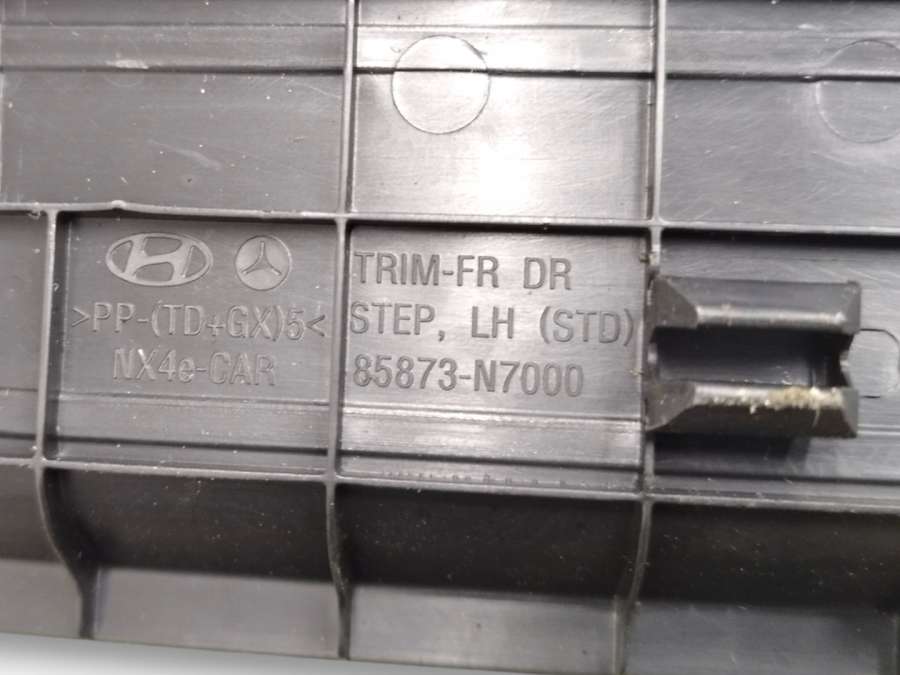 >PP-(TD+GX)5<
NX4e-CAR
TRIM-FR DR
STEP, LH (STD)
85873-N7000